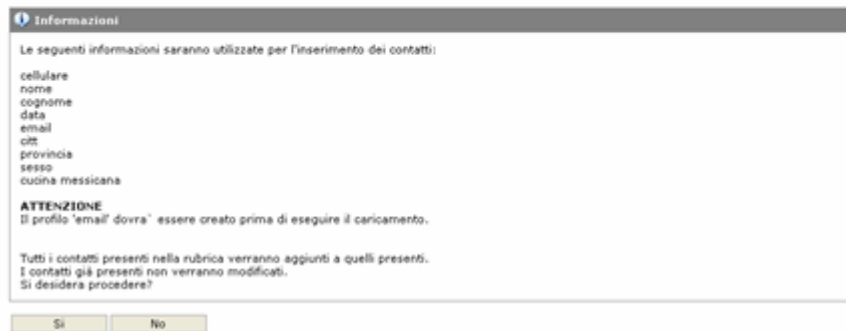 Informazioni
Le seguenti informazioni saranno utilizzate per l'inserimento dei contatti:
cellulare
nome
cognome
data
email
citt
provincia
sesso
cucina messicana
ATTENZIONE
Il profilo 'email' dovra` essere creato prima di eseguire il caricamento.
Tutti i contatti presenti nella rubrica verranno aggiunti a quelli presenti.
I contatti già presenti non verranno modificati.
Si desidera procedere?
Si No